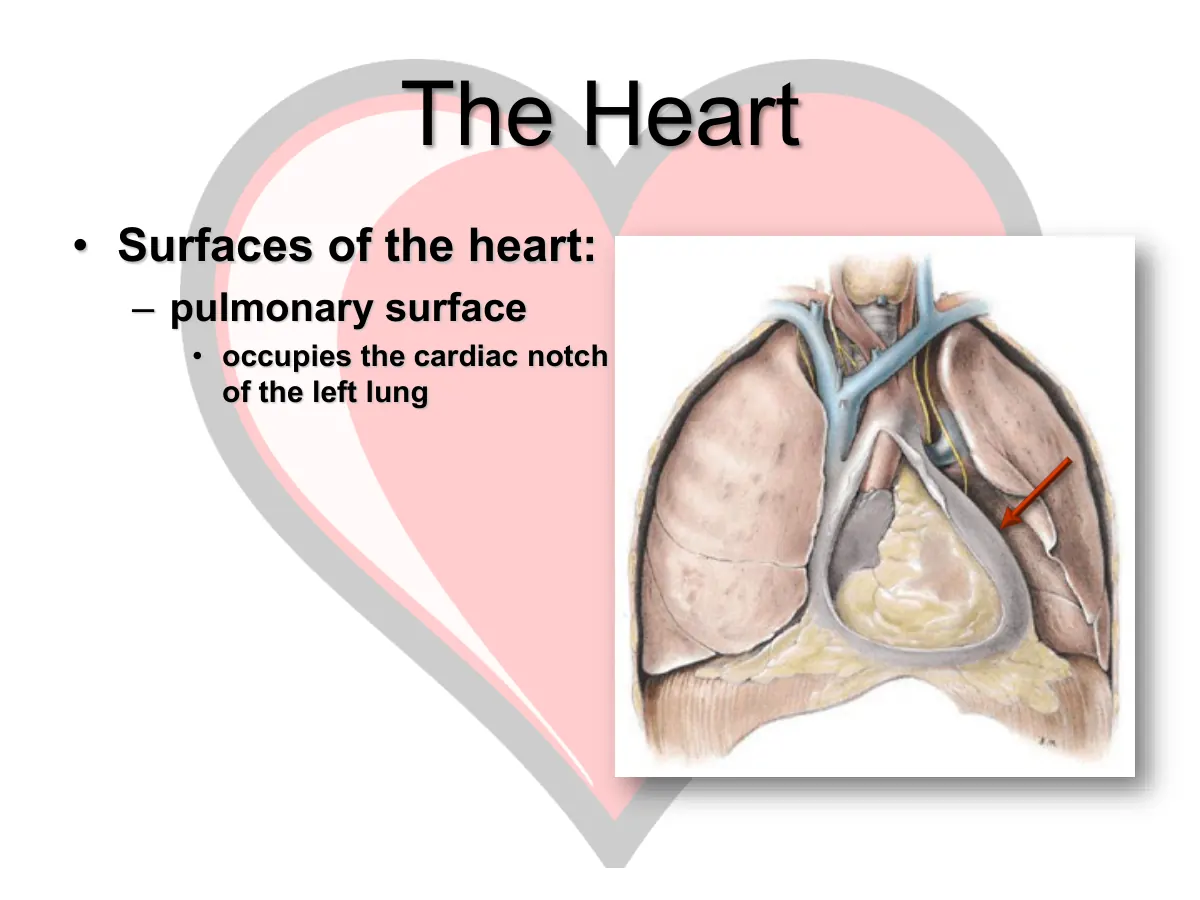 The Heart
• Surfaces of the heart:
– pulmonary surface
• occupies the cardiac notch
of the left lung